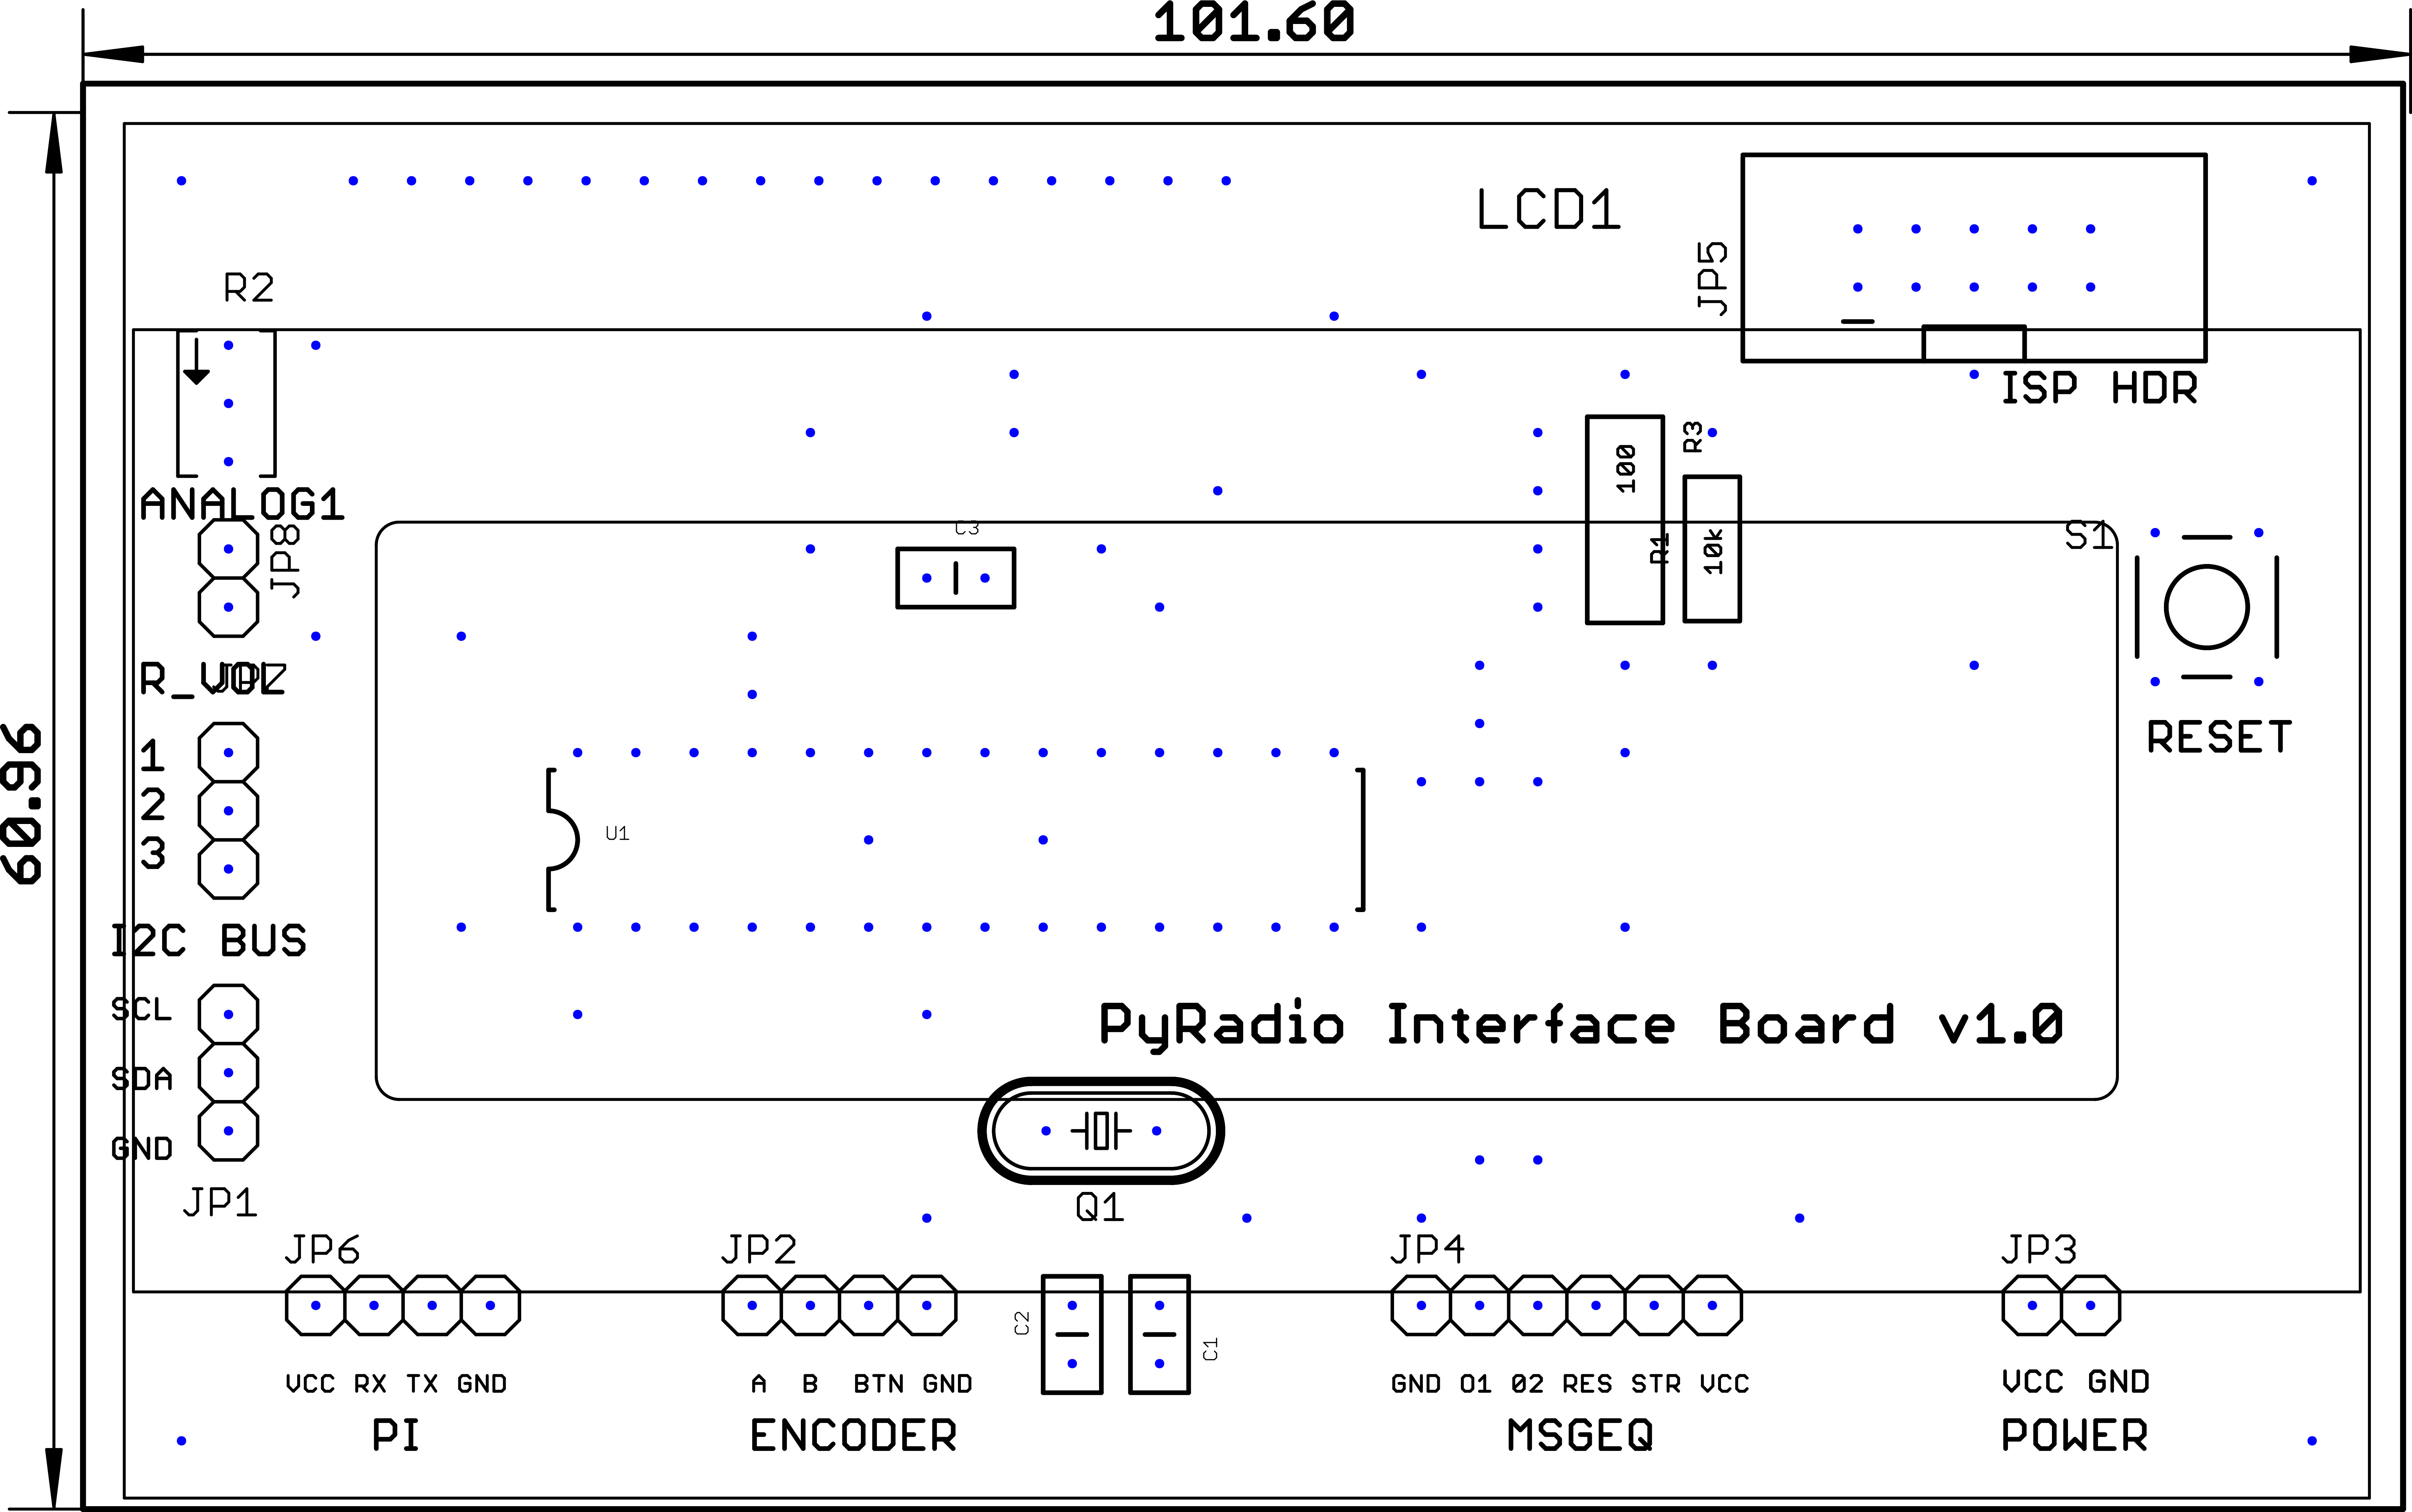 101.60
60.96
LCD1
JP5
ISP HDR
R2
ANALOG1
JP8
C3
100
R1
R3
10k
S1
RESET
R_VOL
JP7
1
2
3
U1
I2C BUS
SCL
SDA
GND
JP1
PyRadio Interface Board v1.0
Q1
JP6
JP2
JP4
JP3
C2
C1
VCC RX TX GND
A B BTN GND
GND O1 02 RES STR VCC
VCC GND
PI
ENCODER
MSGEQ
POWER